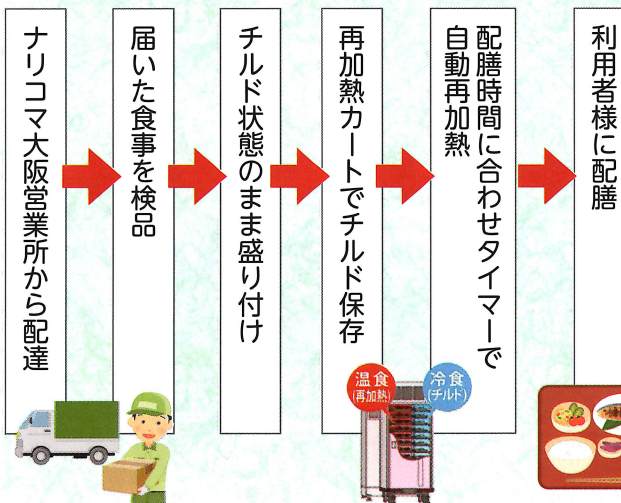 ナリコマ大阪営業所から配達
届いた食事を検品
チルド状態のまま盛り付け
再加熱カートでチルド保存
配膳時間に合わせタイマーで
自動再加熱
利用者様に配膳
温食
(再加熱)
冷食
(チルド)